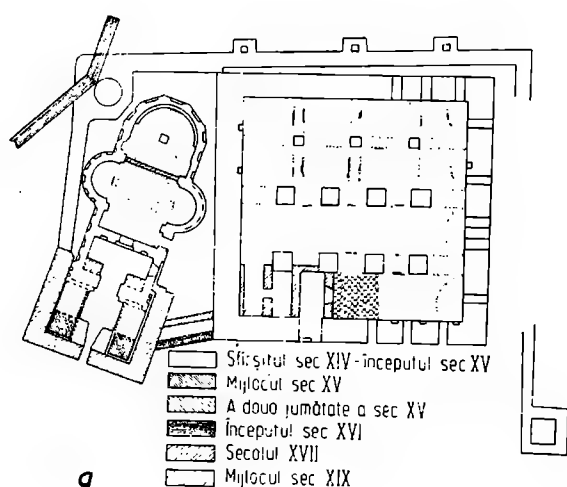 Sfîrşitul sec XIV - începutul sec XV
Mijlocul sec XV
A doua jumătate a sec XV
Începutul sec XVI
Secolul XVII
Mijlocul sec XIX
a